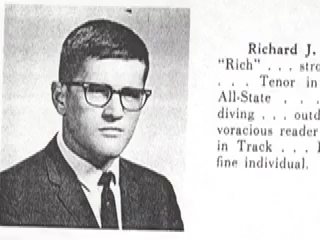 Richard J.
"Rich" . . . stro
. . . Tenor in
All-State . . .
diving . . . outd
voracious reader
in Track . . .
fine individual.